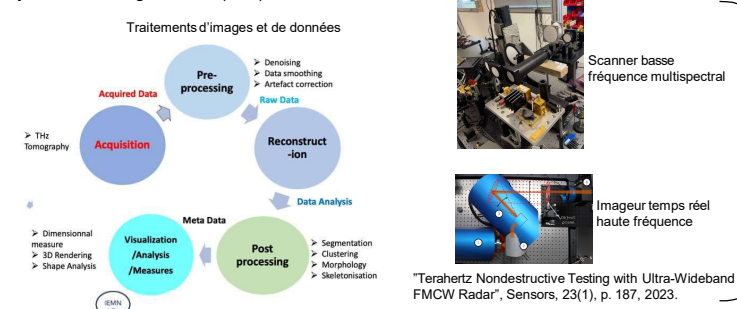 Traitements d'images et de données
Pre-
processing
➢ Denoising
➢ Data smoothing
➢ Artefact correction
Acquired Data
Raw Data
➢ THz
Tomography
Acquisition
Reconstruct
-ion
Data Analysis
Meta Data
➢ Dimensionnal
measure
➢ 3D Rendering
➢ Shape Analysis
Visualization
/Analysis
/Measures
Post
processing
➢ Segmentation
➢ Clustering
➢ Morphology
➢ Skeletonisation
IEMN
Scanner basse
fréquence multispectral
Imageur temps réel
haute fréquence
"Terahertz Nondestructive Testing with Ultra-Wideband
FMCW Radar", Sensors, 23(1), p. 187, 2023.